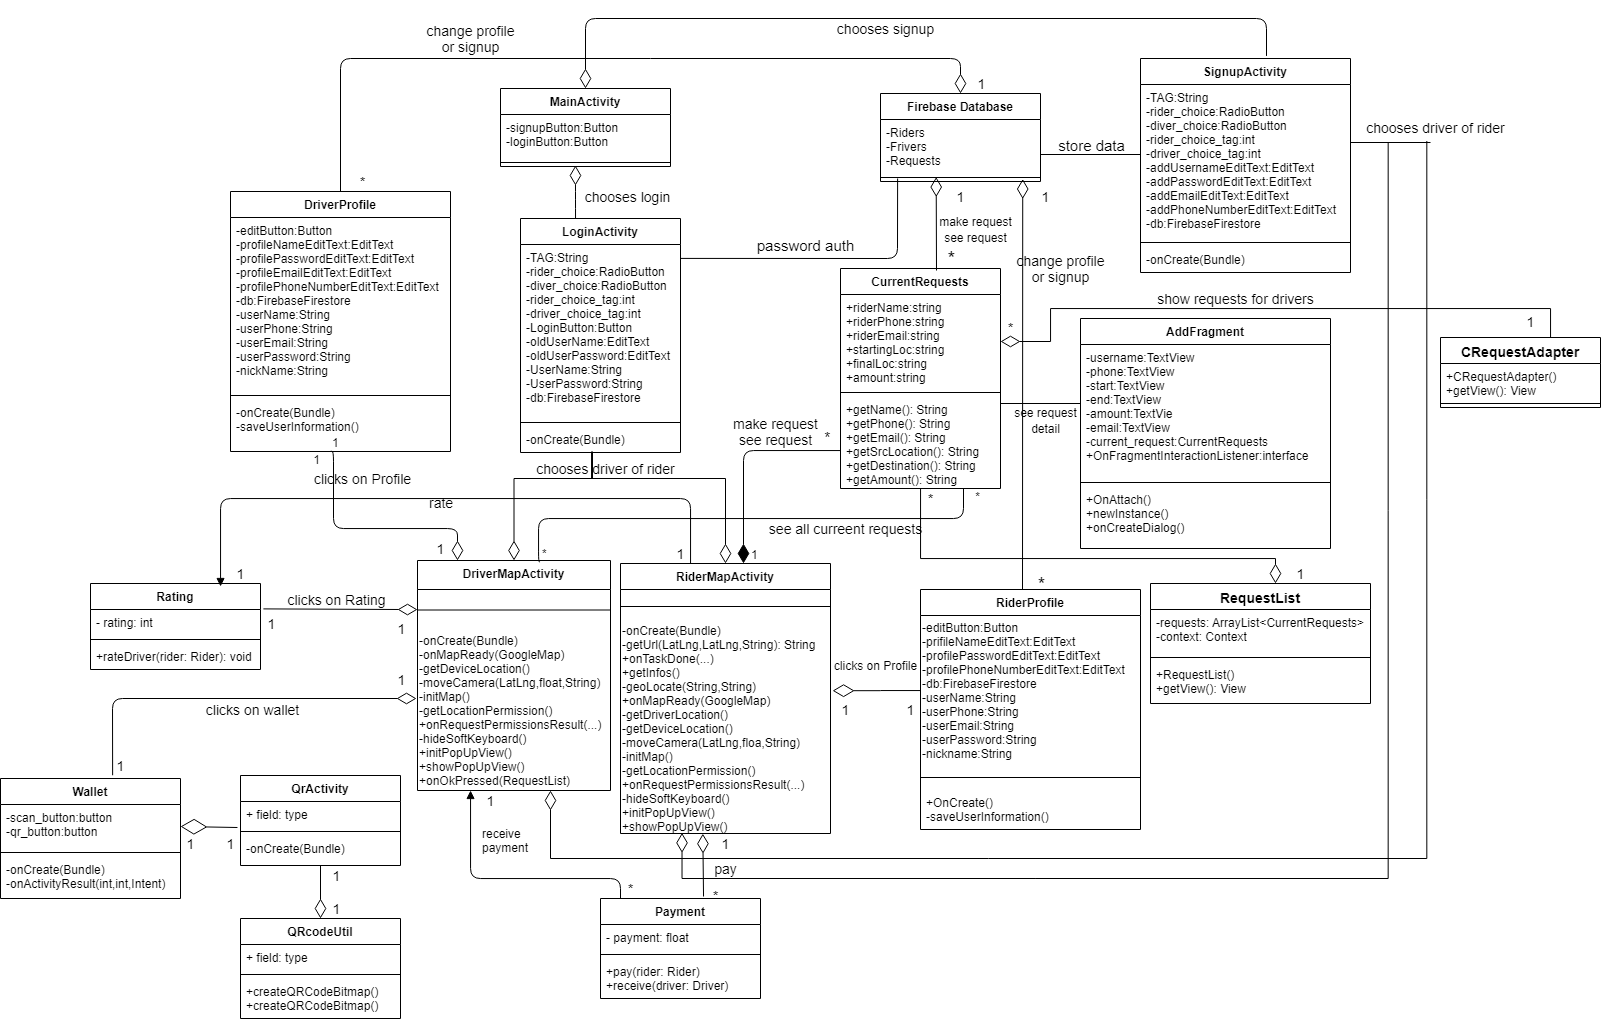 chooses signup
change profile
or signup
1
MainActivity
-signupButton:Button
-loginButton:Button
Firebase Database
-Riders
-Frivers
-Requests
SignupActivity
-TAG:String
-rider_choice:RadioButton
-diver_choice:RadioButton
-rider_choice_tag:int
-driver_choice_tag:int
-addUsernameEditText:EditText
-addPasswordEditText:EditText
-addEmailEditText:EditText
-addPhoneNumberEditText:EditText
-db:FirebaseFirestore
-onCreate(Bundle)
store data
chooses driver of rider
*
DriverProfile
-editButton:Button
-profileNameEditText:EditText
-profilePasswordEditText:EditText
-profileEmailEditText:EditText
-profilePhoneNumberEditText:EditText
-db:FirebaseFirestore
-userName:String
-userPhone:String
-userEmail:String
-userPassword:String
-nickName:String
-onCreate(Bundle)
-saveUserInformation()
1
1
clicks on Profile
chooses login
LoginActivity
-TAG:String
-rider_choice:RadioButton
-diver_choice:RadioButton
-rider_choice_tag:int
-driver_choice_tag:int
-LoginButton:Button
-oldUserName:EditText
-oldUserPassword:EditText
-UserName:String
-UserPassword:String
-db:FirebaseFirestore
-onCreate(Bundle)
password auth
1
make request
see request
*
1
change profile
or signup
CurrentRequests
+riderName:string
+riderPhone:string
+riderEmail:string
+startingLoc:string
+finalLoc:string
+amount:string
+getName(): String
+getPhone(): String
+getEmail(): String
+getSrcLocation(): String
+getDestination(): String
+getAmount(): String
show requests for drivers
*
1
AddFragment
-username:TextView
-phone:TextView
-start:TextView
-end:TextView
-amount:TextVie
-email:TextView
-current_request:CurrentRequests
+OnFragmentInteractionListener:interface
+OnAttach()
+newInstance()
+onCreateDialog()
CRequestAdapter
+CRequestAdapter()
+getView(): View
see request
detail
make request
see request
*
chooses driver of rider
rate
*
*
see all curreent requests
1
*
1
1
1
1
*
Rating
- rating: int
+rateDriver(rider: Rider): void
clicks on Rating
1
1
DriverMapActivity
-onCreate(Bundle)
-onMapReady(GoogleMap)
-getDeviceLocation()
-moveCamera(LatLng,float,String)
-initMap()
-getLocationPermission()
+onRequestPermissionsResult(...)
-hideSoftKeyboard()
+initPopUpView()
+showPopUpView()
+onOkPressed(RequestList)
RiderMapActivity
-onCreate(Bundle)
-getUrl(LatLng,LatLng,String): String
+onTaskDone(...)
+getInfos()
-geoLocate(String,String)
+onMapReady(GoogleMap)
-getDriverLocation()
-getDeviceLocation()
-moveCamera(LatLng,floa,String)
-initMap()
-getLocationPermission()
+onRequestPermissionsResult(...)
-hideSoftKeyboard()
+initPopUpView()
+showPopUpView()
clicks on Profile
1
1
RiderProfile
-editButton:Button
-prifileNameEditText:EditText
-profilePasswordEditText:EditText
-profilePhoneNumberEditText:EditText
-db:FirebaseFirestore
-userName:String
-userPhone:String
-userEmail:String
-userPassword:String
-nickname:String
+OnCreate()
-saveUserInformation()
RequestList
-requests: ArrayList<CurrentRequests>
-context: Context
+RequestList()
+getView(): View
1
clicks on wallet
1
Wallet
-scan_button:button
-qr_button:button
-onCreate(Bundle)
-onActivityResult(int,int,Intent)
1
1
QrActivity
+ field: type
-onCreate(Bundle)
1
1
QRcodeUtil
+ field: type
+createQRCodeBitmap()
+createQRCodeBitmap()
1
receive
payment
*
1
pay
*
Payment
- payment: float
+pay(rider: Rider)
+receive(driver: Driver)